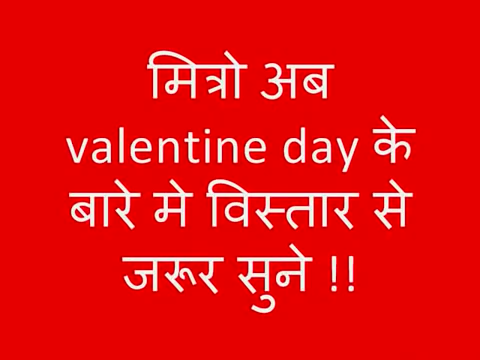 मित्रो अब
valentine day के
बारे मे विस्तार से
जरूर सुने !!